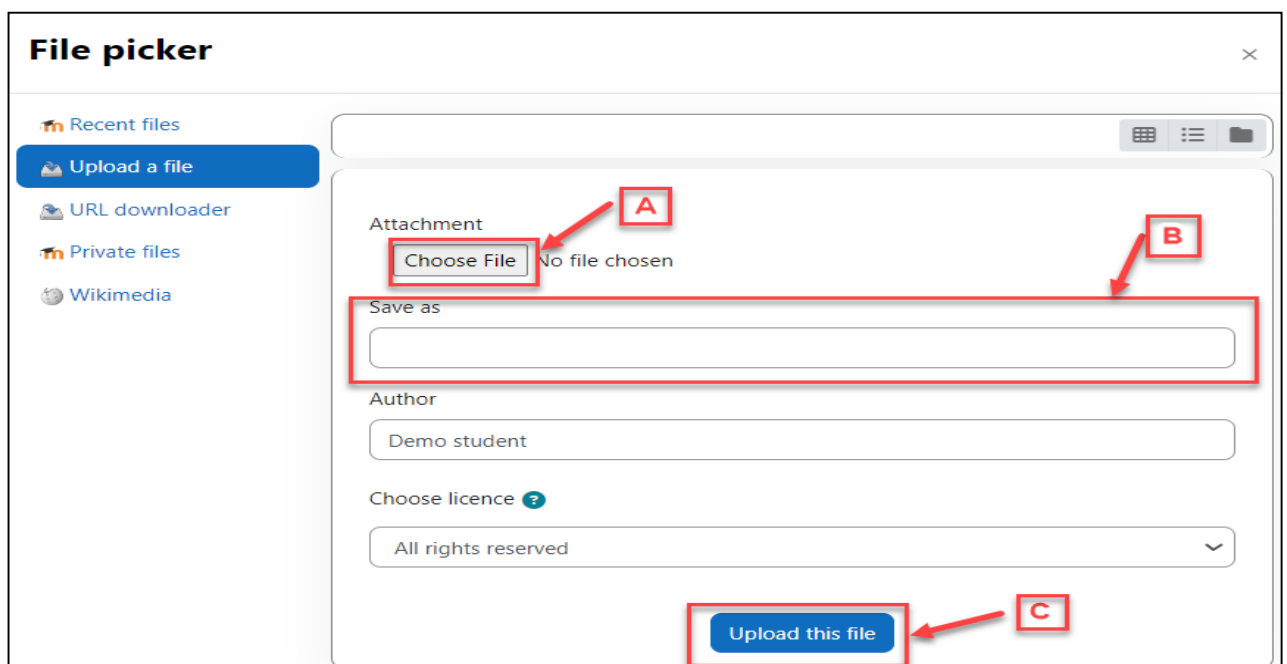 File picker
×
Recent files
Upload a file
URL downloader
Private files
Wikimedia
A
Attachment
Choose File No file chosen
B
Save as
Author
Demo student
Choose licence ?
All rights reserved
C
Upload this file